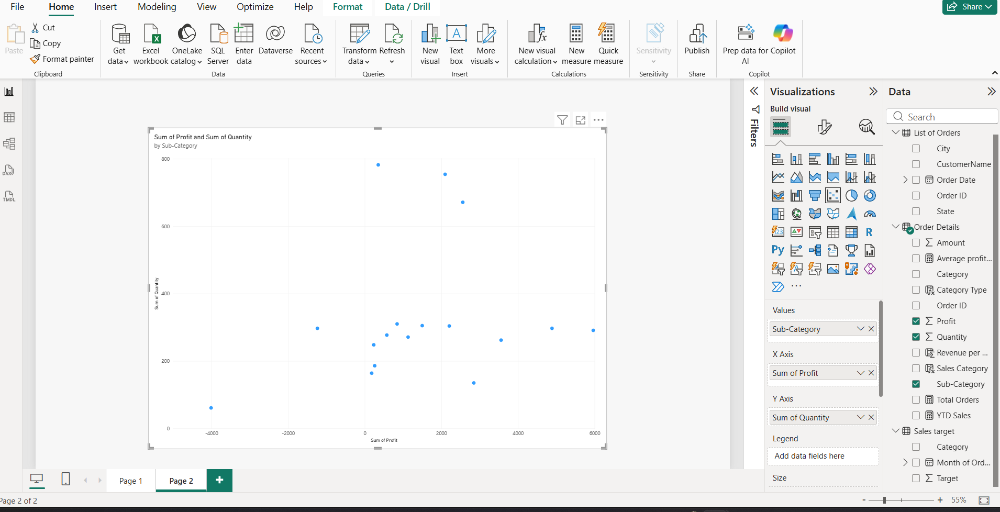 File Home Insert Modeling View Optimize Help Format Data / Drill Share
Paste Cut
Copy
Format painter
Clipboard
Get data
Excel workbook
OneLake catalog
SQL Server
Enter data
Dataverse
Recent sources
Data
Transform data
Refresh
Queries
New visual
Text box
More visuals
Insert
New visual calculation
New measure
Quick measure
Calculations
Sensitivity
Sensitivity
Publish
Share
Prep data for AI
Copilot
Copilot
DAX
TMDL
Sum of Profit and Sum of Quantity
by Sub-Category
800
600
400
200
0
Sum of Quantity
-4000 -2000 0 2000 4000 6000
Sum of Profit
Filters
Visualizations
Build visual
123
R
Py
Values
Sub-Category
X Axis
Sum of Profit
Y Axis
Sum of Quantity
Legend
Add data fields here
Size
Data
Search
List of Orders
City
CustomerName
Order Date
Order ID
State
Order Details
Amount
Average profit...
Category
Category Type
Order ID
Profit
Quantity
Revenue per ...
Sales Category
Sub-Category
Total Orders
YTD Sales
Sales target
Category
Month of Ord...
Target
Page 1 Page 2 +
Page 2 of 2
- + 55%